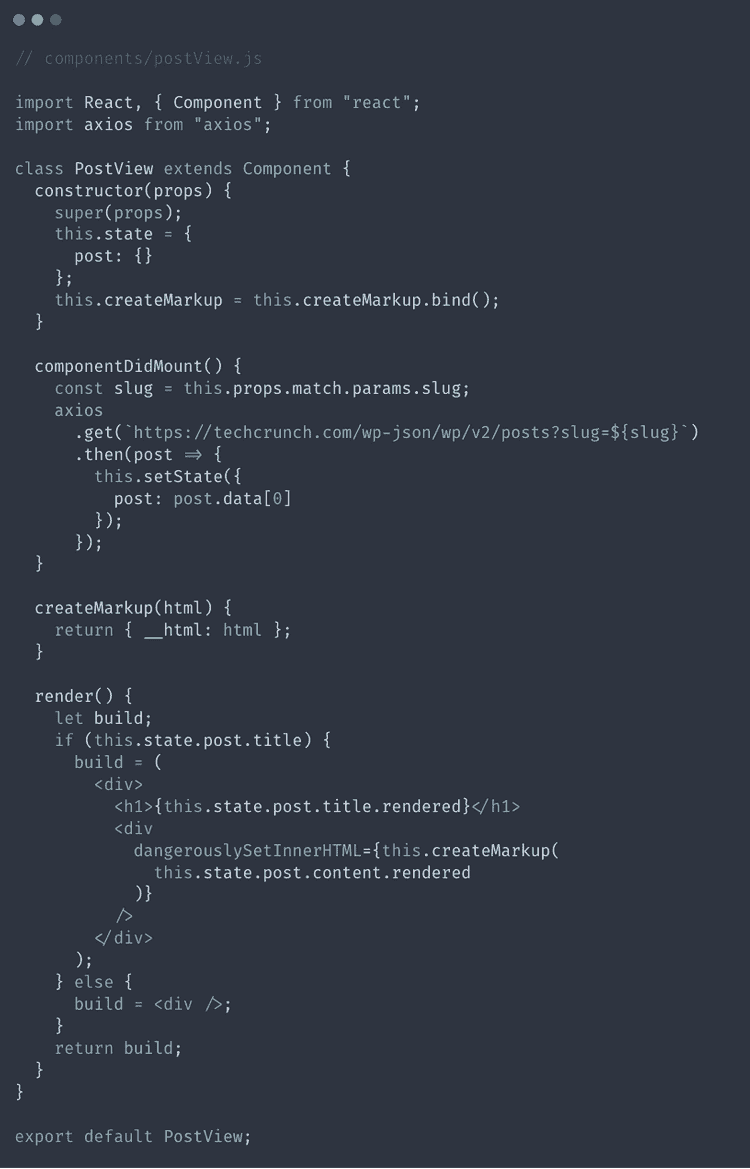 // components/postView.js

import React, { Component } from "react";
import axios from "axios";

class PostView extends Component {
  constructor(props) {
    super(props);
    this.state = {
      post: {}
    };
    this.createMarkup = this.createMarkup.bind();
  }

  componentDidMount() {
    const slug = this.props.match.params.slug;
    axios
      .get(`https://techcrunch.com/wp-json/wp/v2/posts?slug=${slug}`)
      .then(post => {
        this.setState({
          post: post.data[0]
        });
      });
  }

  createMarkup(html) {
    return { __html: html };
  }

  render() {
    let build;
    if (this.state.post.title) {
      build = (
        <div>
          <h1>{this.state.post.title.rendered}</h1>
          <div
            dangerouslySetInnerHTML={this.createMarkup(
              this.state.post.content.rendered
            )}
          />
        </div>
      );
    } else {
      build = <div />;
    }
    return build;
  }
}

export default PostView;